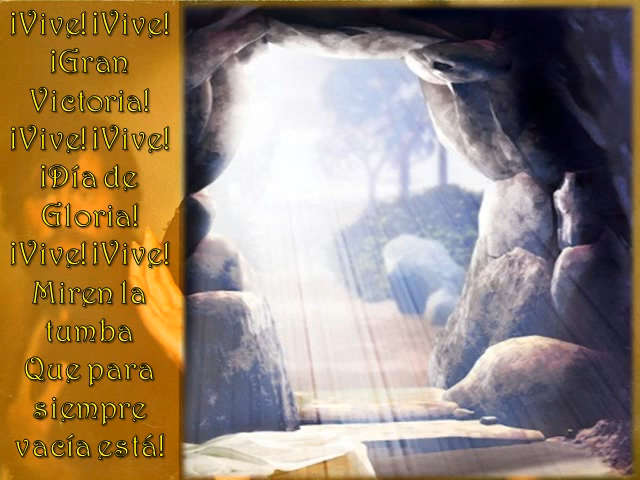 ¡Vive! ¡Vive!
¡Gran
Victoria!
¡Vive! ¡Vive!
¡Día de
Gloria!
¡Vive! ¡Vive!
Miren la
tumba
Que para
siempre
vacía está!